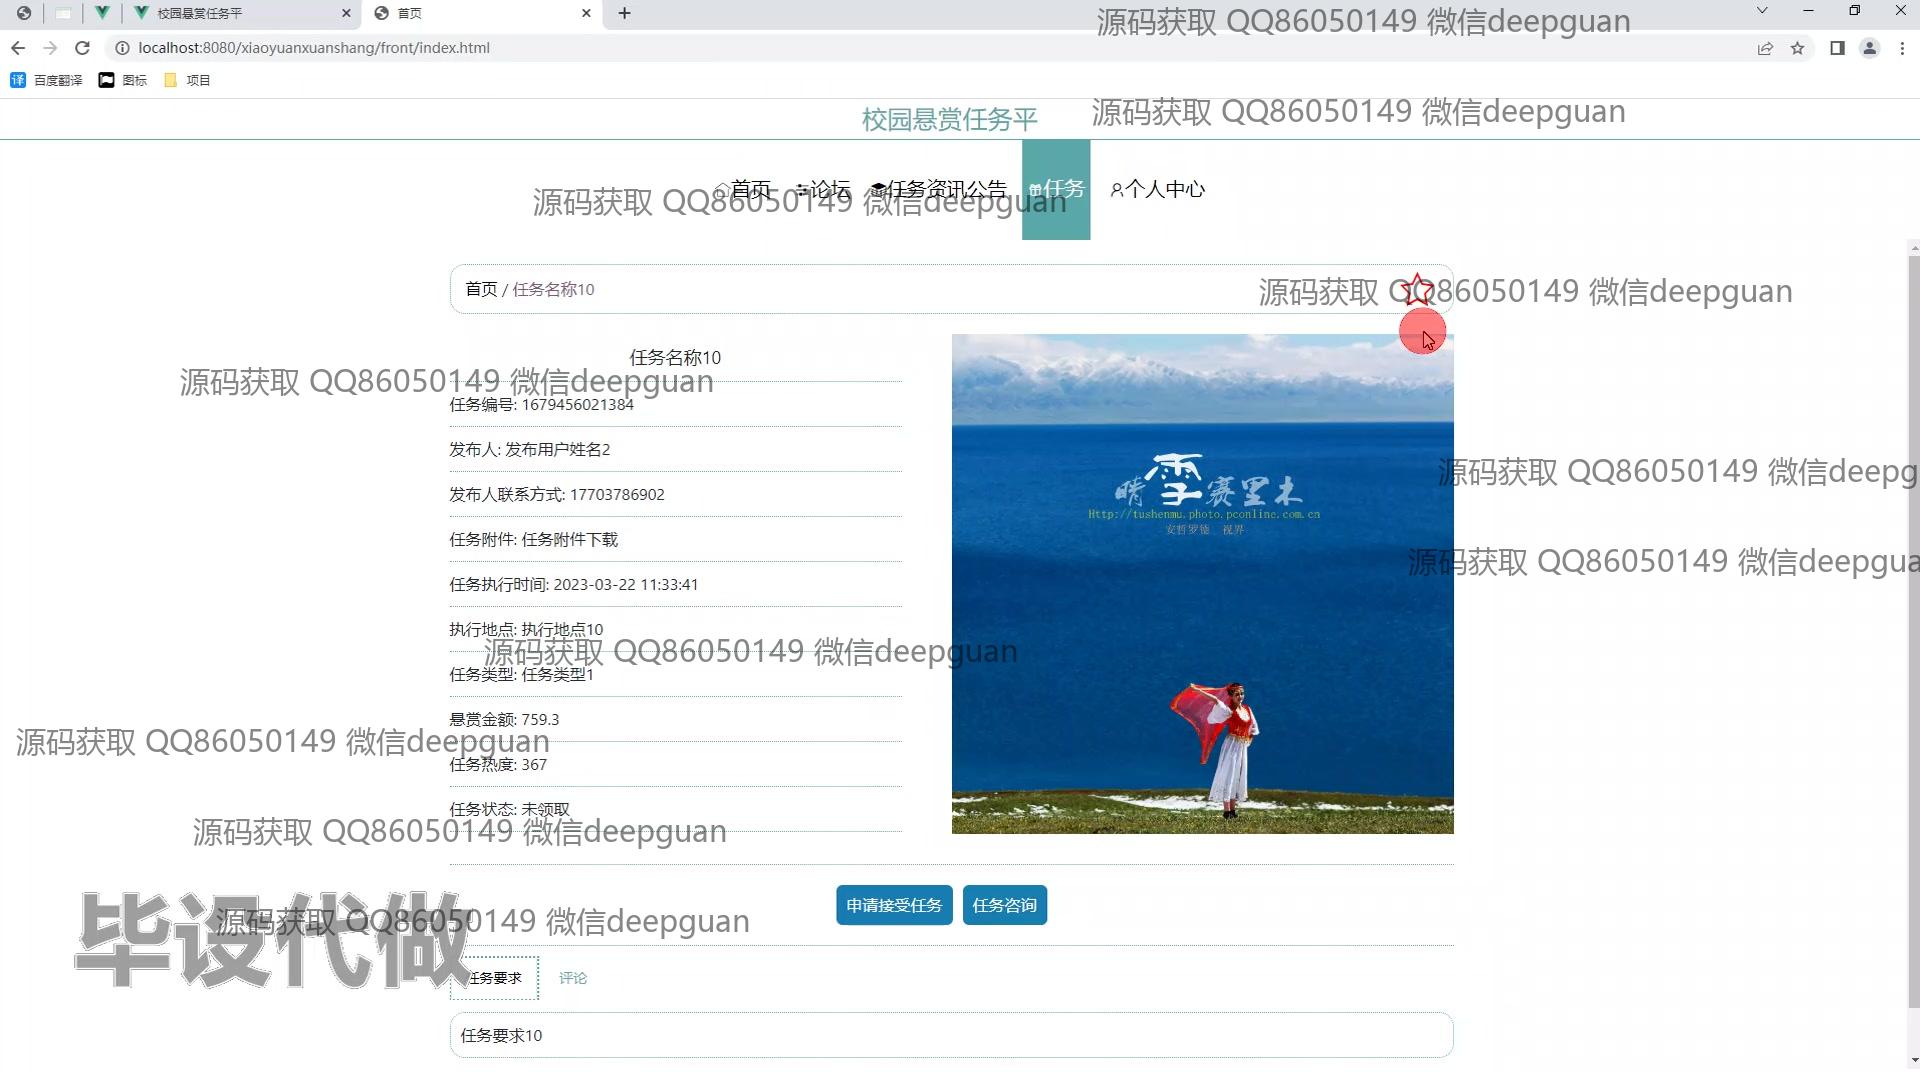 校园悬赏任务平
首页
源码获取 QQ86050149 微信deepguan
localhost:8080/xiaoyuanxuanshang/front/index.html
百度翻译 图标 项目
校园悬赏任务平
源码获取 QQ86050149 微信deepguan
首页 论坛 任务资讯公告 任务 个人中心
源码获取 QQ86050149 微信deepguan
首页 / 任务名称10
源码获取 QQ86050149 微信deepguan
任务名称10
源码获取 QQ86050149 微信deepguan
任务编号: 1679456021384
发布人: 发布用户姓名2
源码获取 QQ86050149 微信deepg
晴雪赛里木
发布人联系方式: 17703786902
Http://tushenmu.photo.pconline.com.cn
任务附件: 任务附件下载
源码获取 QQ86050149 微信deepgua
任务执行时间: 2023-03-22 11:33:41
执行地点: 执行地点10
源码获取 QQ86050149 微信deepguan
任务类型: 任务类型1
悬赏金额: 759.3
源码获取 QQ86050149 微信deepguan
任务热度: 367
任务状态: 未领取
源码获取 QQ86050149 微信deepguan
申请接受任务 任务咨询
源码获取 QQ86050149 微信deepguan
毕设代做
任务要求 评论
任务要求10